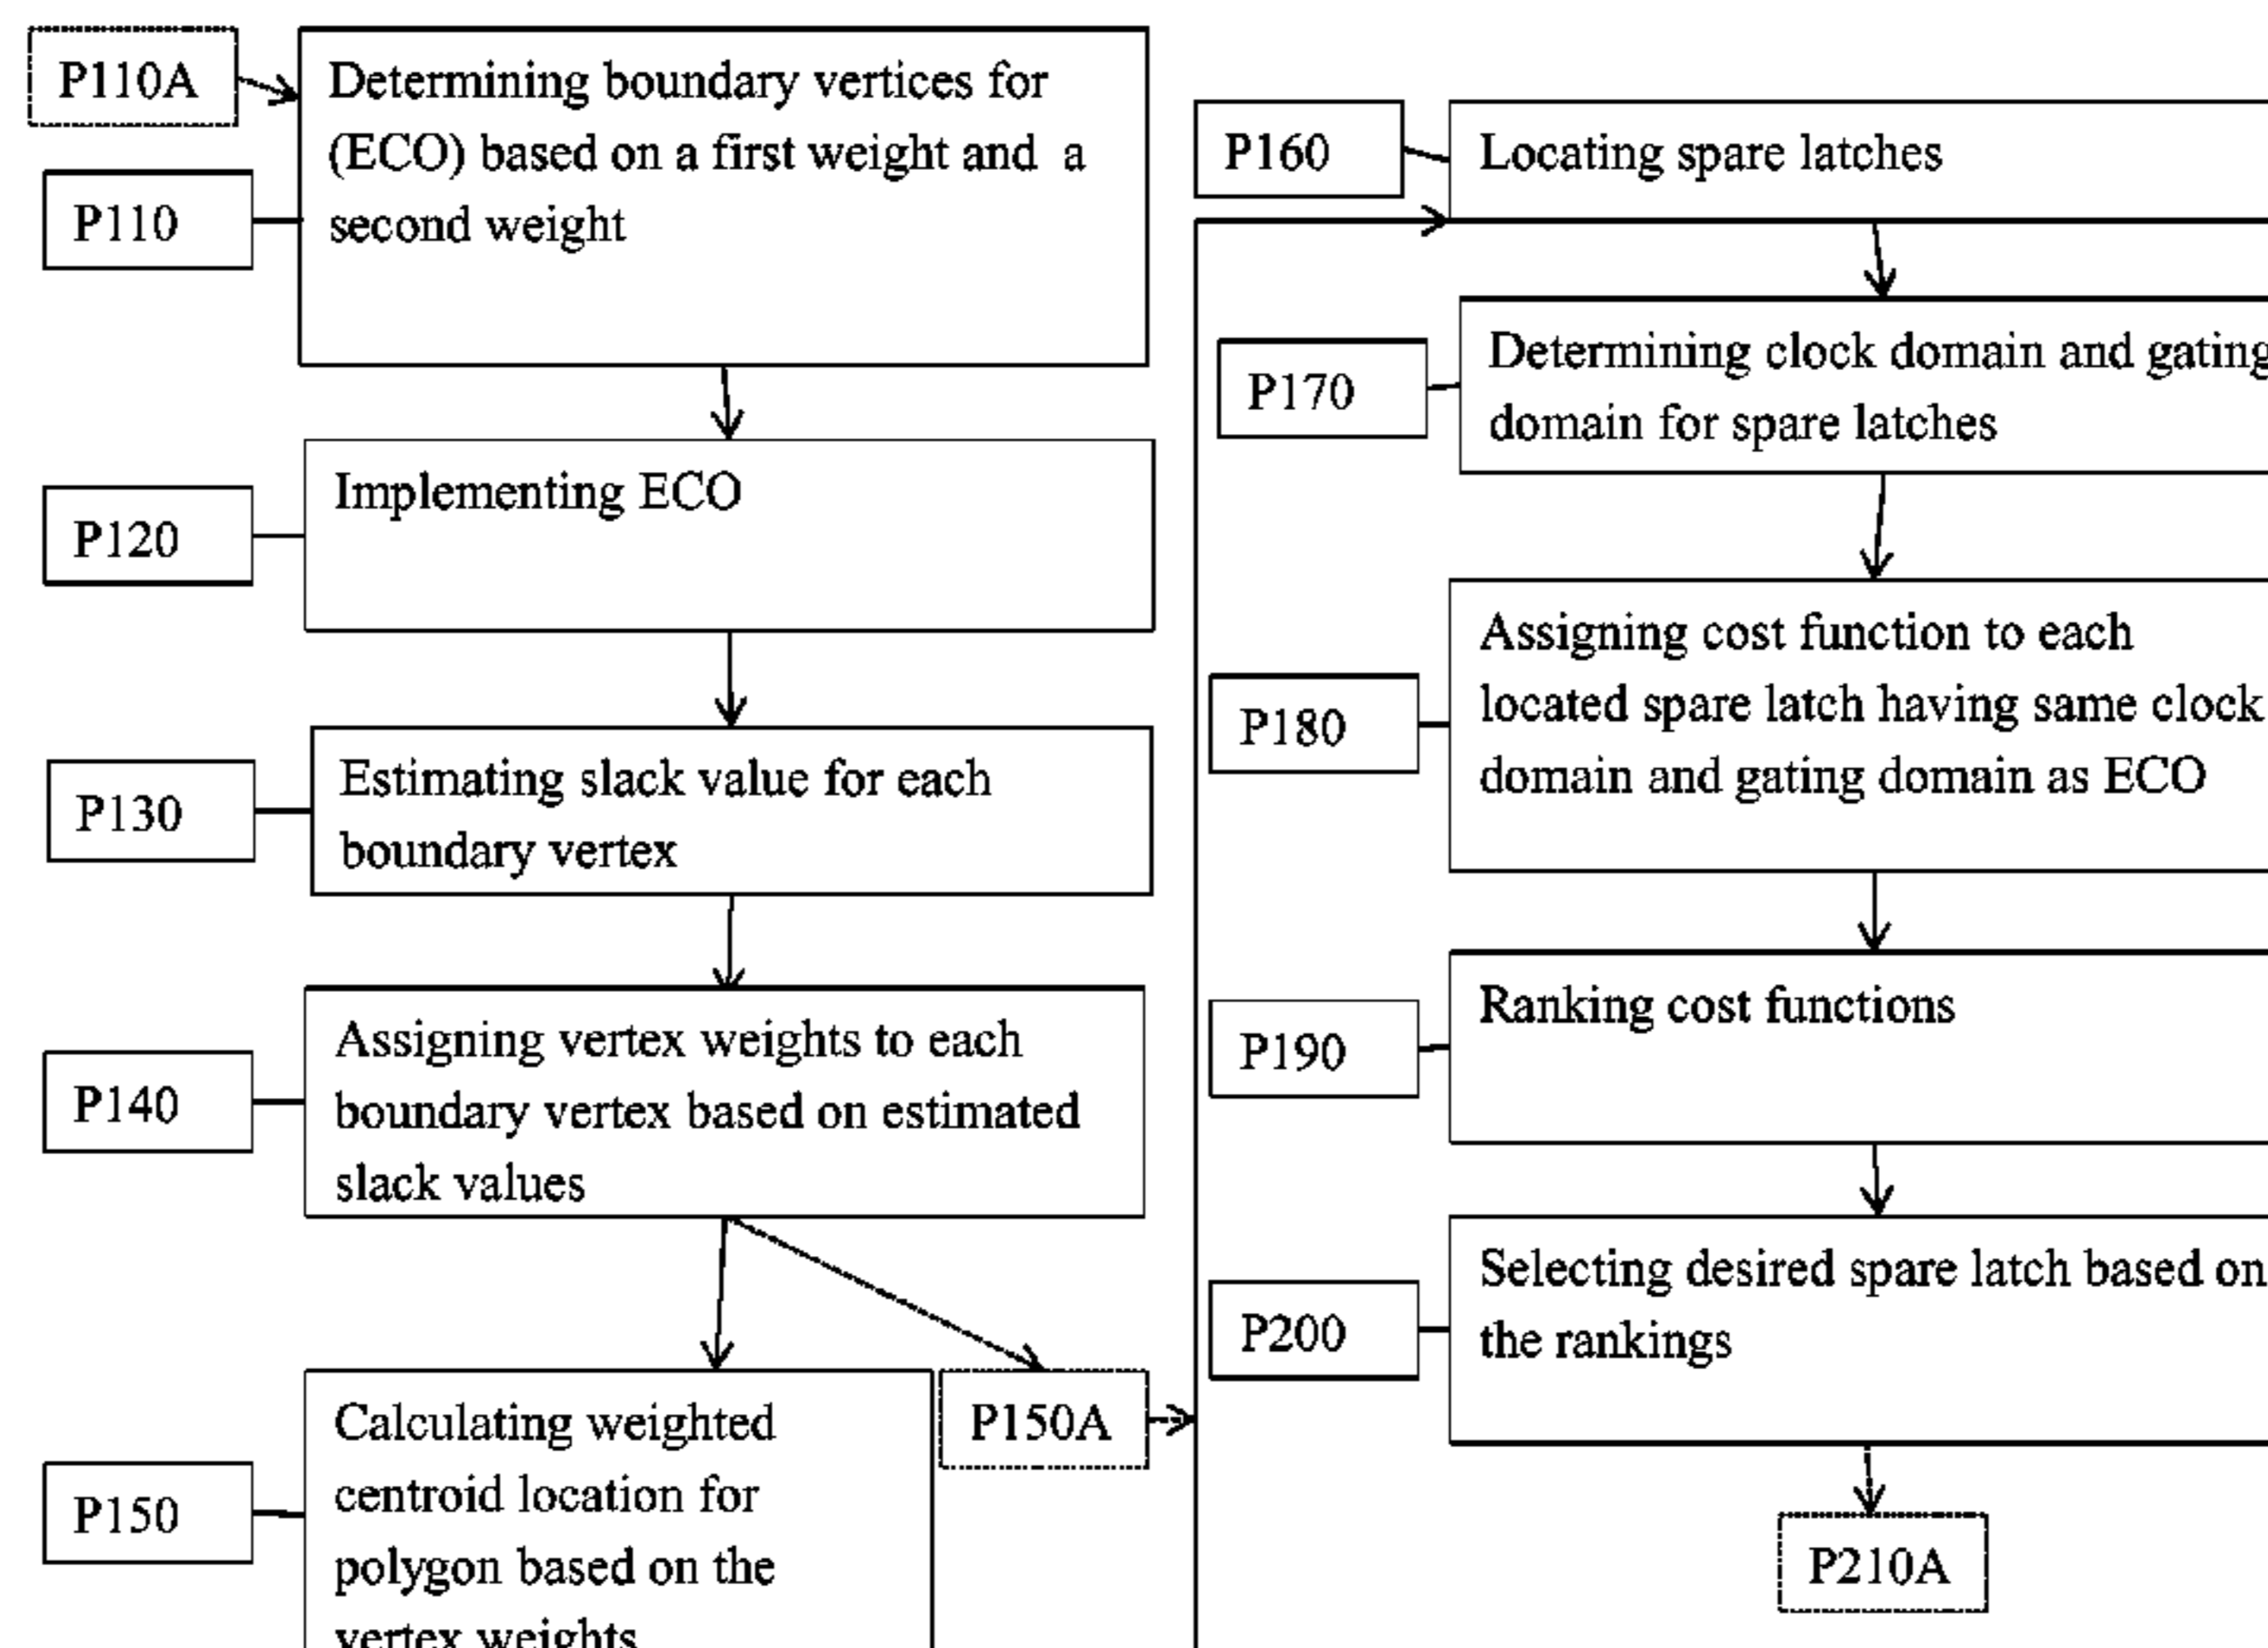 P110A
Determining boundary vertices for
(ECO) based on a first weight and a
second weight
P110
Implementing ECO
P120
Estimating slack value for each
boundary vertex
P130
Assigning vertex weights to each
boundary vertex based on estimated
slack values
P140
Calculating weighted
centroid location for
polygon based on the
vertex weights
P150A
P150
P160
Locating spare latches
Determining clock domain and gating
domain for spare latches
P170
Assigning cost function to each
located spare latch having same clock
domain and gating domain as ECO
P180
Ranking cost functions
P190
Selecting desired spare latch based on
the rankings
P200
P210A